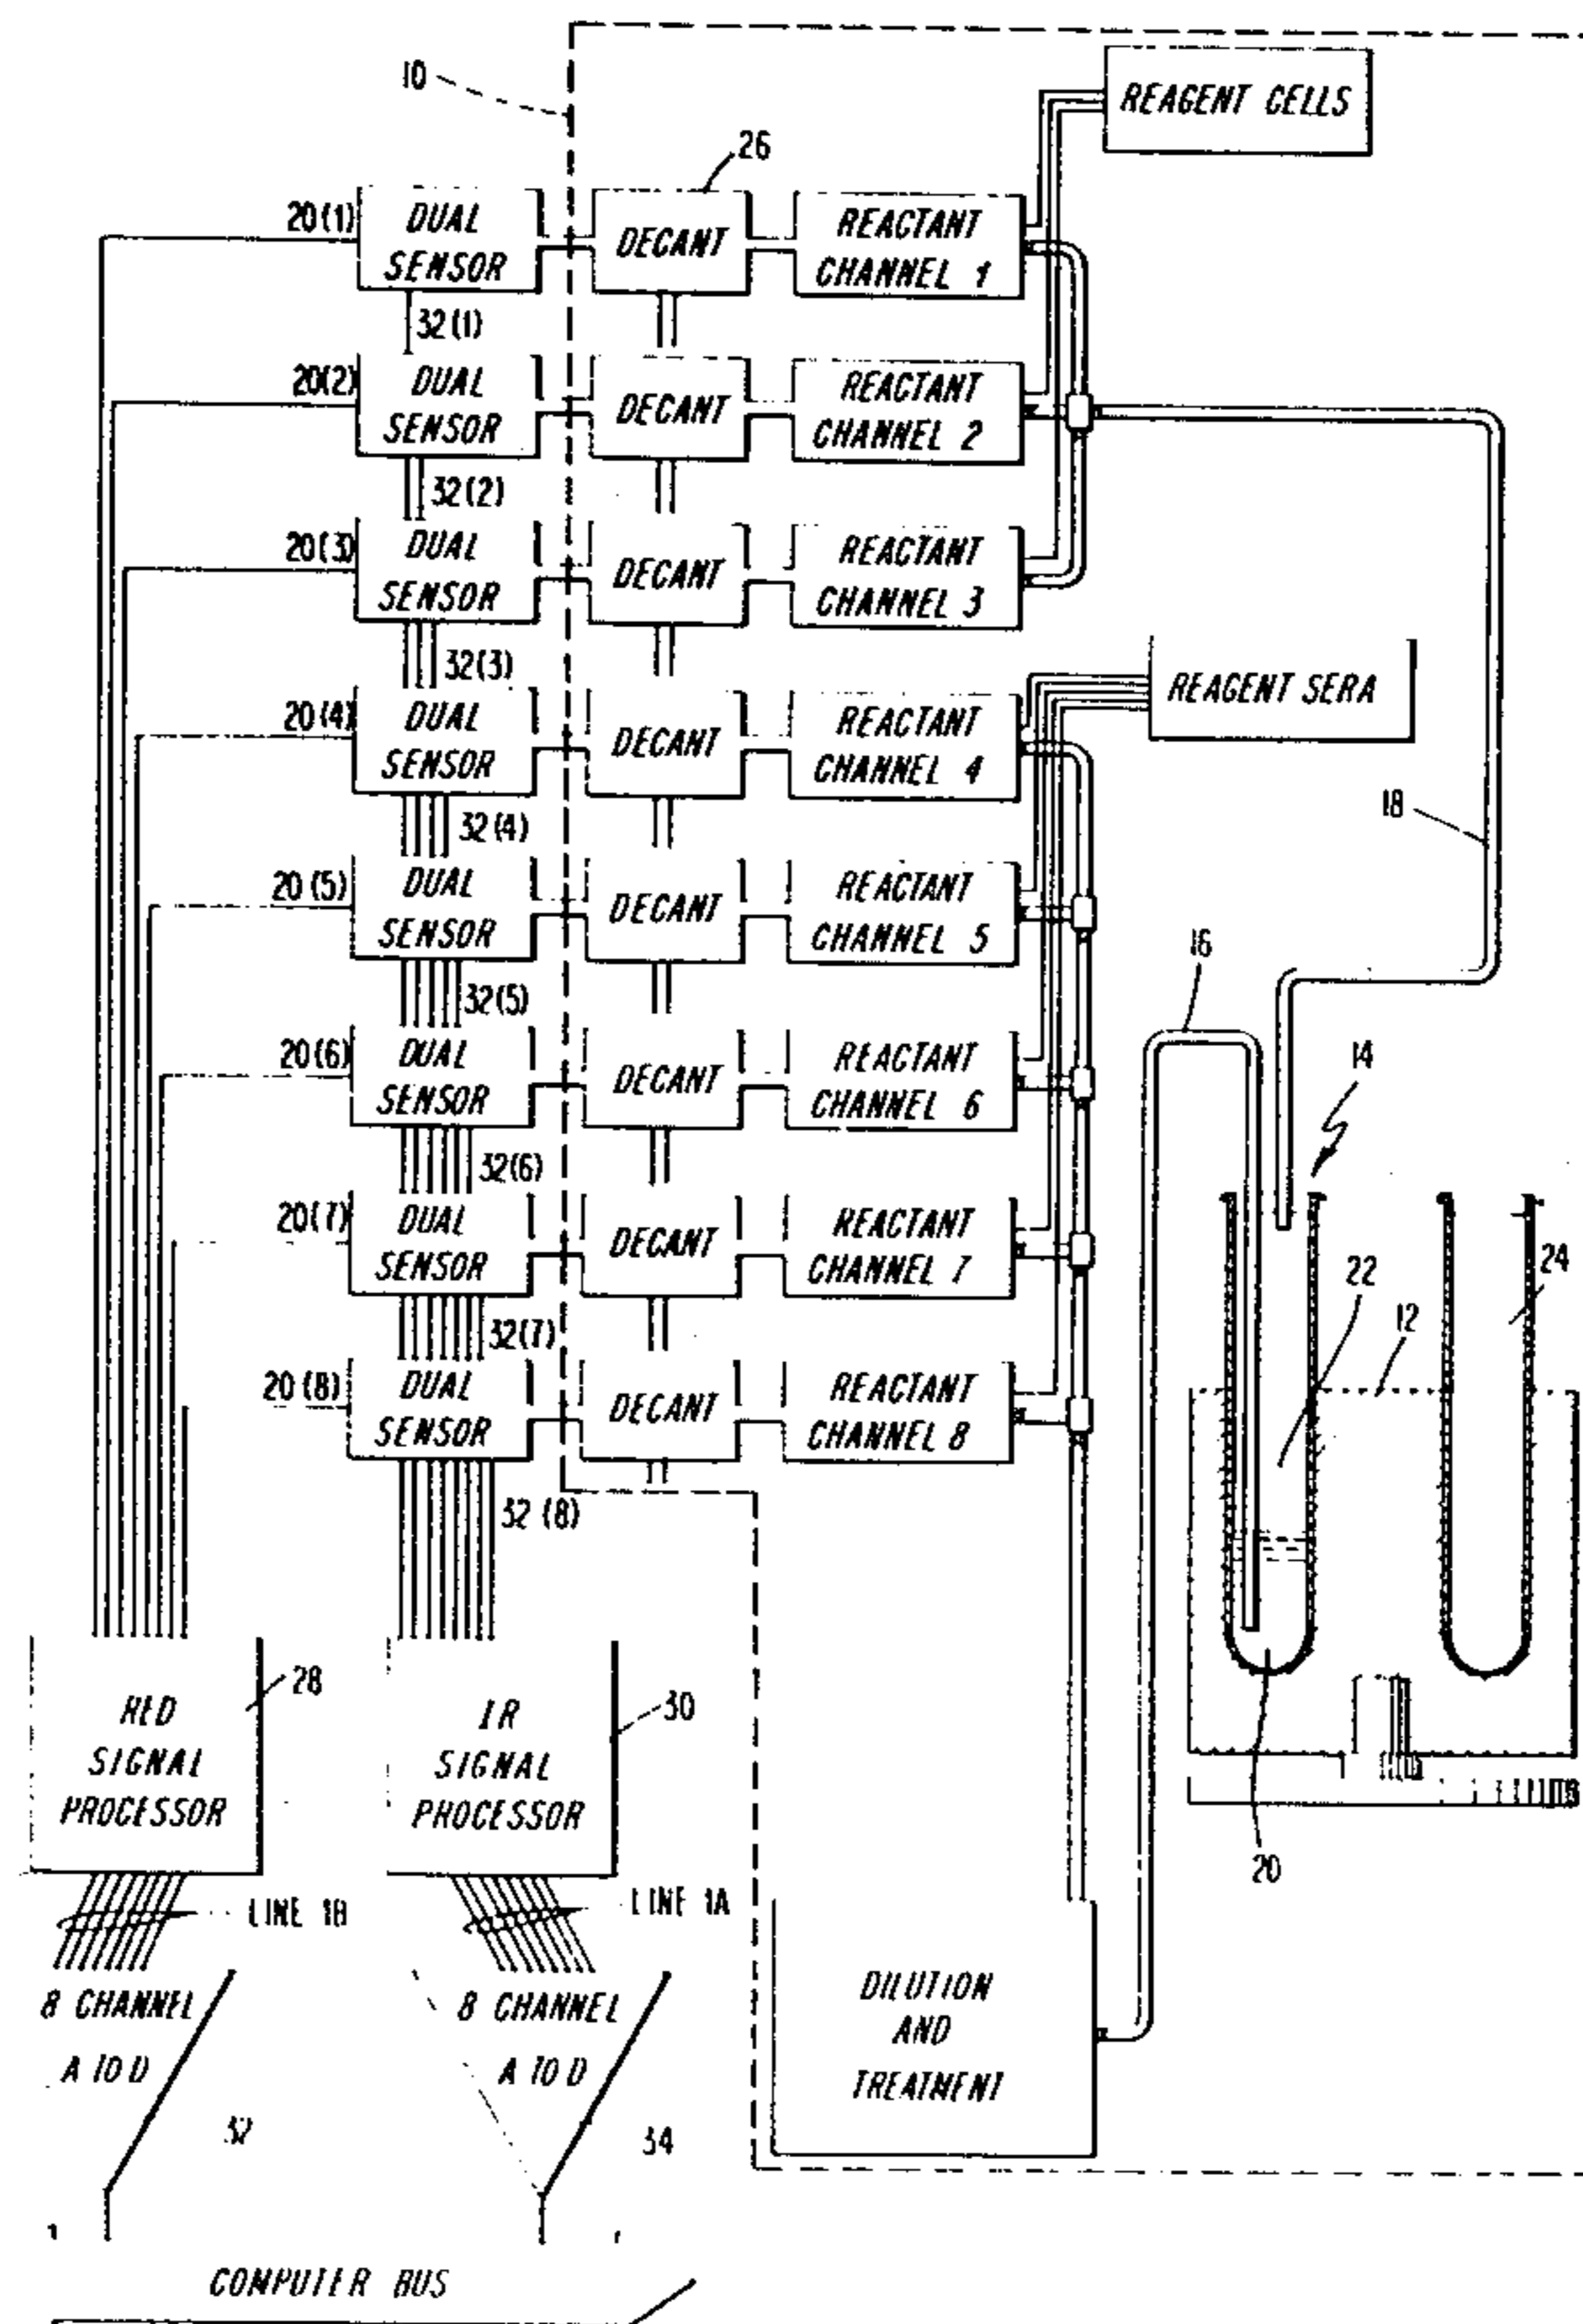 10
REAGENT CELLS
26
20(1)
DUAL
SENSOR
DECANT
REACTANT
CHANNEL 1
32(1)
20(2)
DUAL
SENSOR
DECANT
REACTANT
CHANNEL 2
32(2)
20(3)
DUAL
SENSOR
DECANT
REACTANT
CHANNEL 3
32(3)
REAGENT SERA
20(4)
DUAL
SENSOR
DECANT
REACTANT
CHANNEL 4
18
32(4)
20(5)
DUAL
SENSOR
DECANT
REACTANT
CHANNEL 5
16
32(5)
20(6)
DUAL
SENSOR
DECANT
REACTANT
CHANNEL 6
14
32(6)
20(7)
DUAL
SENSOR
DECANT
REACTANT
CHANNEL 7
22
24
12
32(7)
20(8)
DUAL
SENSOR
DECANT
REACTANT
CHANNEL 8
32(8)
RED
SIGNAL
PROCESSOR
28
IR
SIGNAL
PROCESSOR
30
20
LINE 1B
LINE 1A
8 CHANNEL
A TO D
32
8 CHANNEL
A TO D
34
DILUTION
AND
TREATMENT
COMPUTER BUS